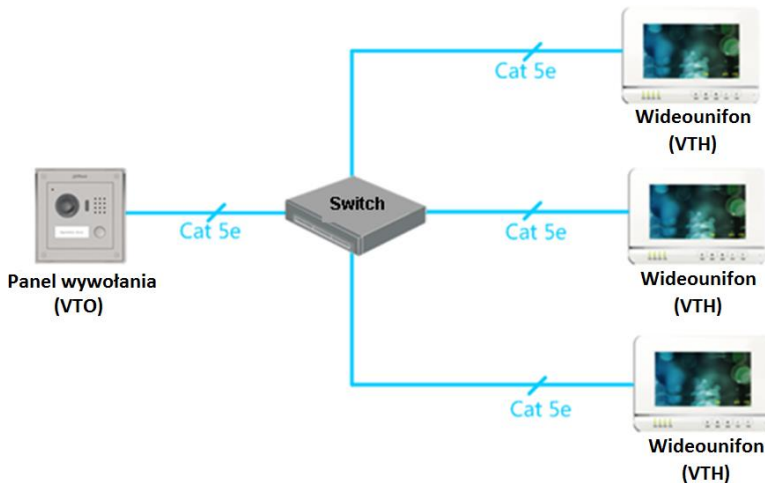 Cat 5e
Wideounifon
(VTH)
Switch
Cat 5e
Cat 5e
Panel wywołania
(VTO)
Wideounifon
(VTH)
Cat 5e
Wideounifon
(VTH)